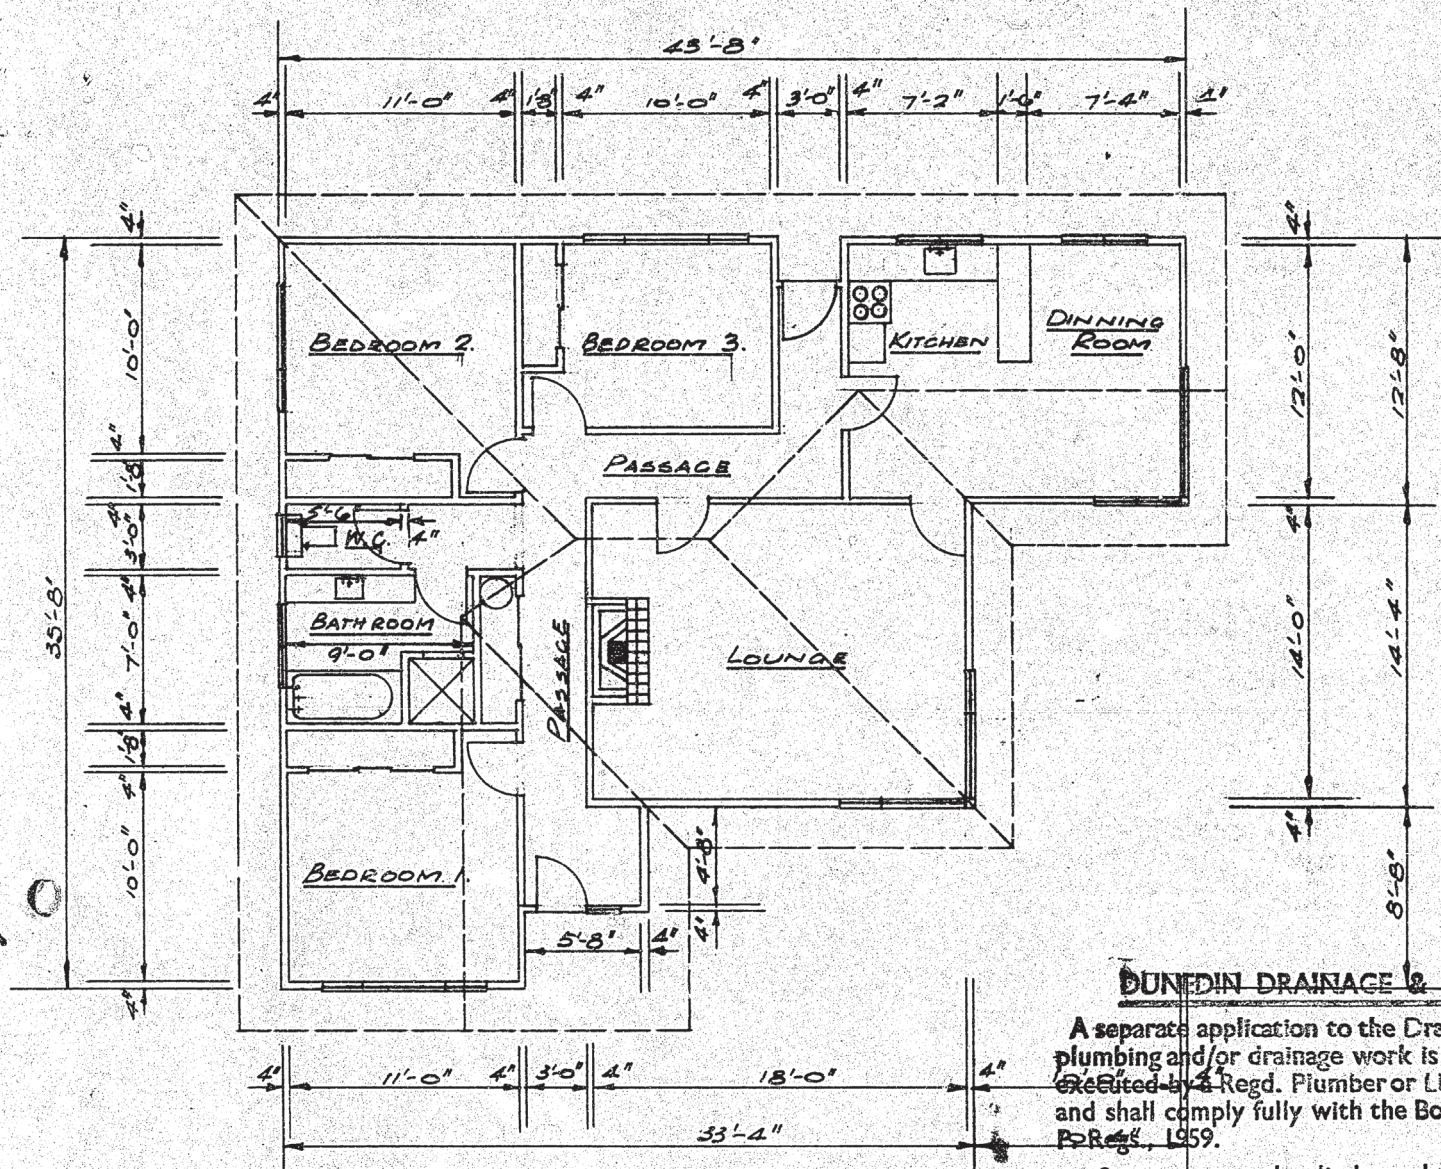 43'-8"
4" 11'-0" 4" 1'8" 4" 10'-0" 4" 3'-0" 4" 7'-2" 1'-6" 7'-4" 4"
4" 10'-0" 4" 1'8" 4" 3'-0" 4" 7'-0" 4" 1'8" 4" 10'-0" 4"
35'-8"
BEDROOM 2.
BEDROOM 3.
KITCHEN
DINNING
ROOM
PASSAGE
5'-6
4"
W.C.
BATHROOM
9'-0"
PASSAGE
LOUNGE
BEDROOM 1.
4" 12'-0" 4" 14'-0" 4"
12'-8" 14'-4" 8'-8"
4'-8"
4"
5'-8" 4"
4" 11'-0" 4" 3'-0" 4" 18'-0" 4"
33'-4"
DUNEDIN DRAINAGE &
A separate application to the Dra
plumbing and/or drainage work is
executed by a Regd. Plumber or Li
and shall comply fully with the Bo
Regs., 1959.